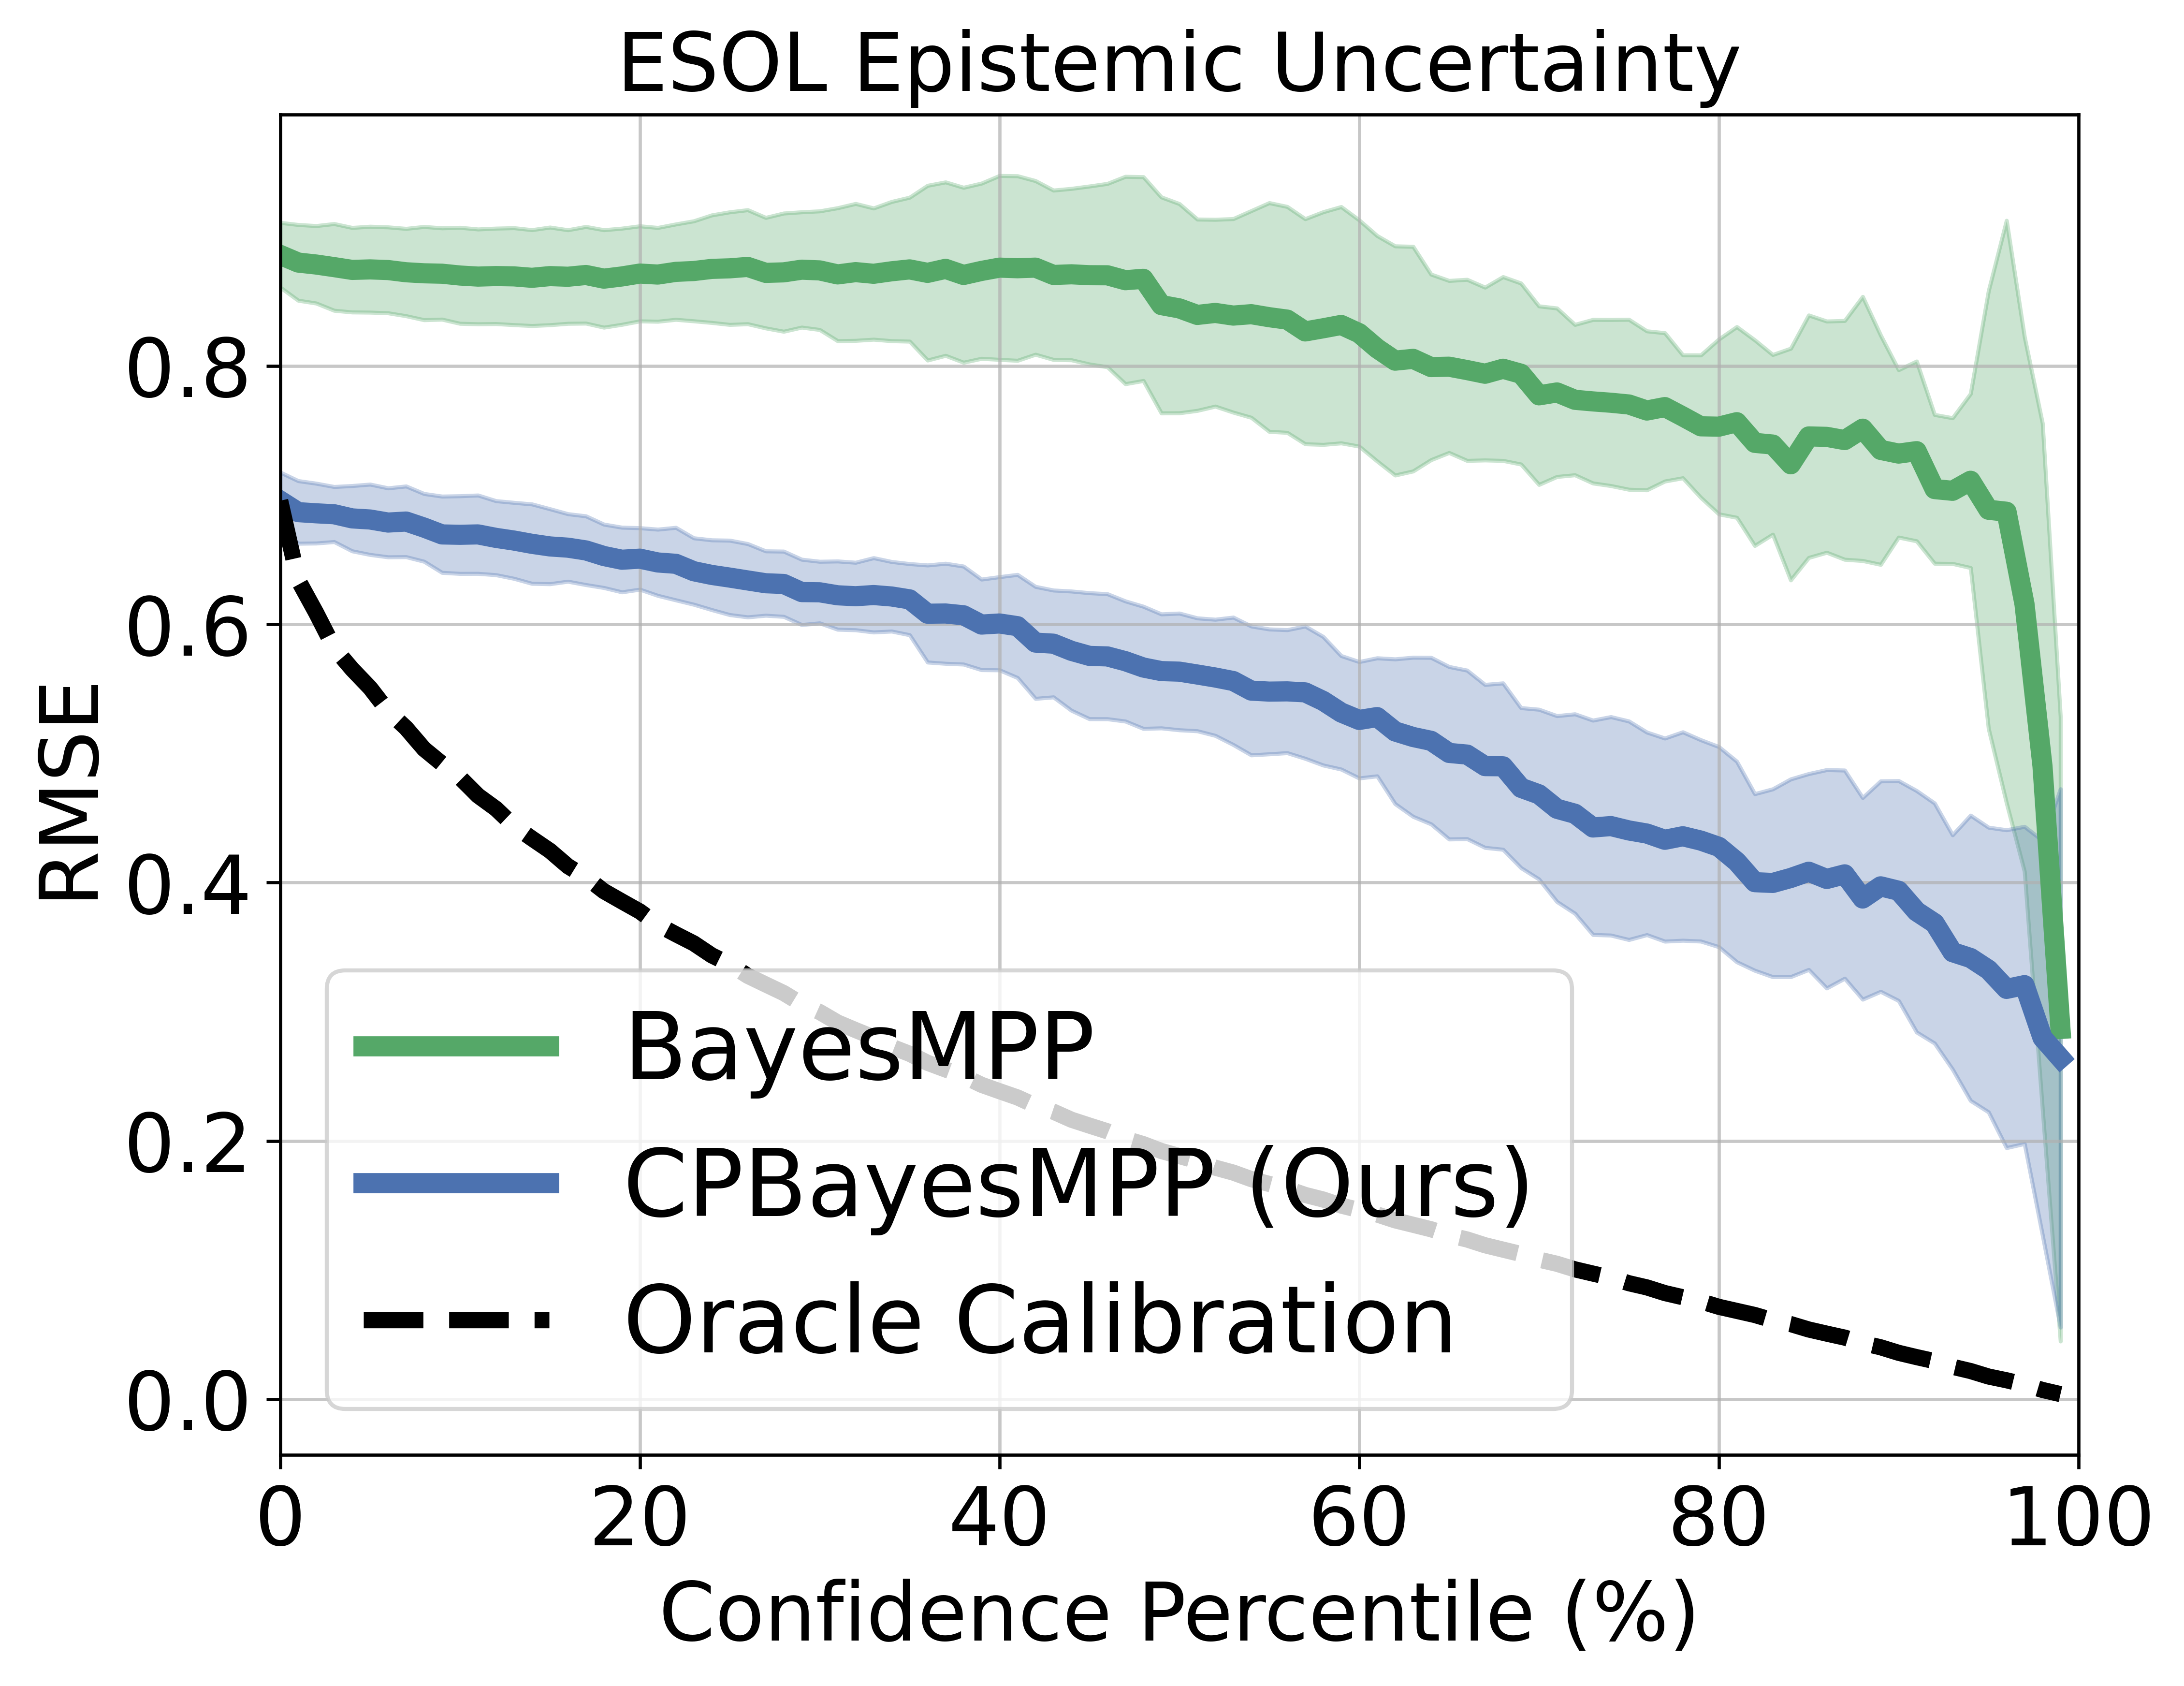 ESOL Epistemic Uncertainty
RMSE
0.8
0.6
0.4
0.2
0.0
BayesMPP
CPBayesMPP (Ours)
Oracle Calibration
0 20 40 60 80 100
Confidence Percentile (%)